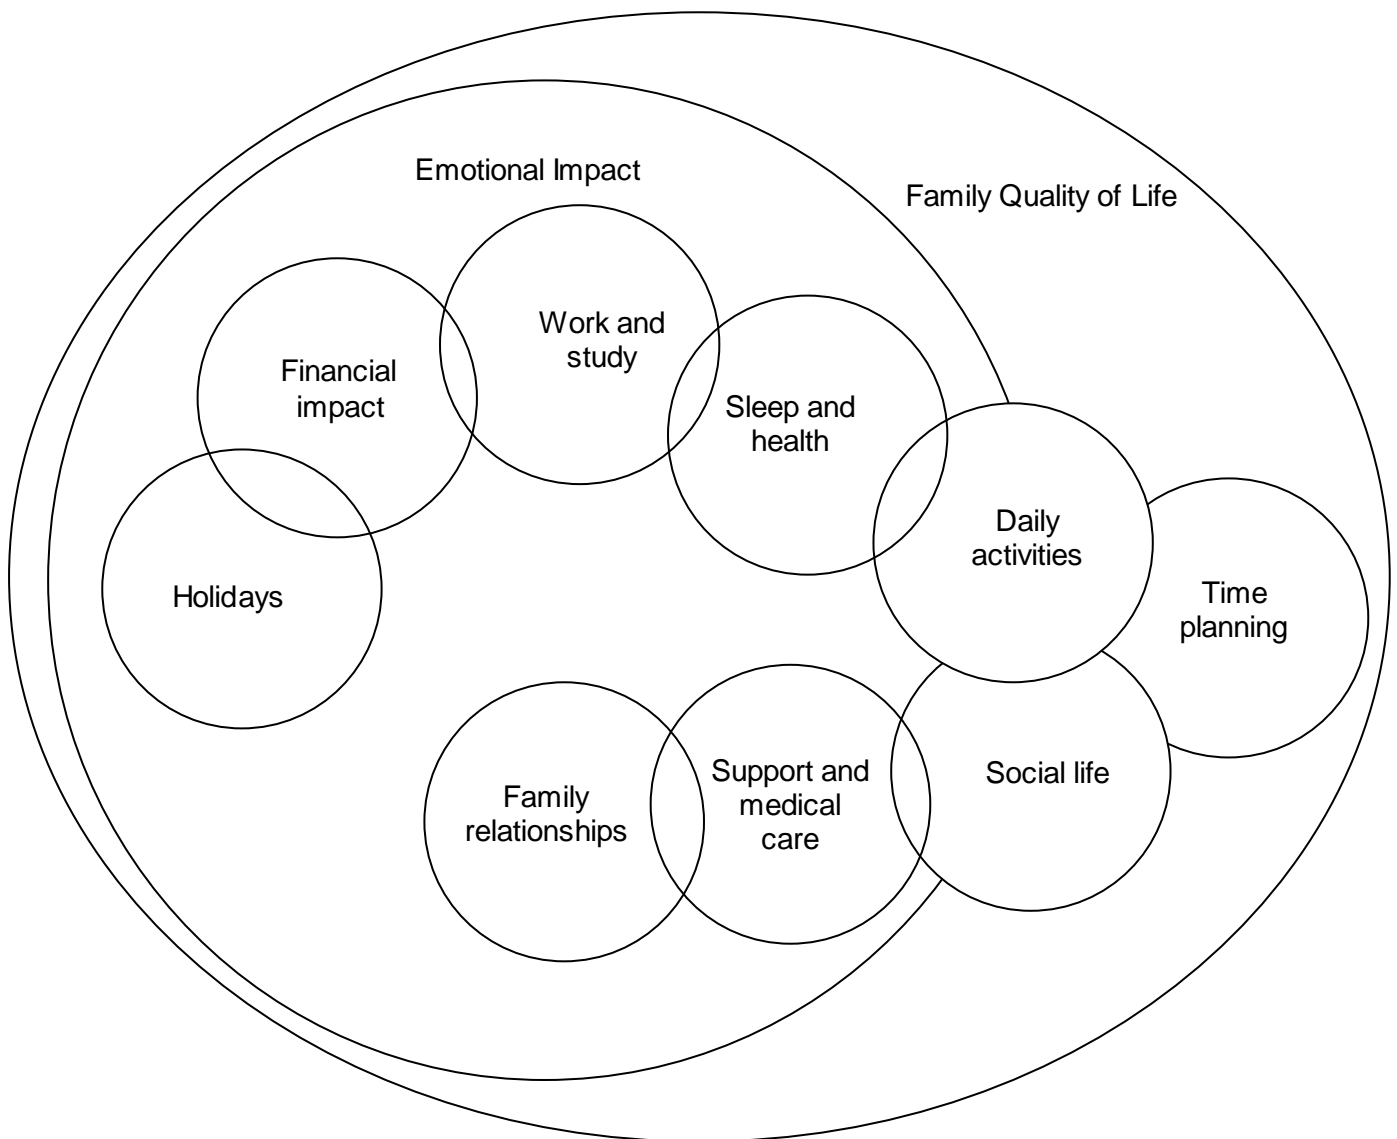 Emotional Impact
Family Quality of Life
Work and
study
Financial
impact
Sleep and
health
Daily
activities
Holidays
Time
planning
Family
relationships
Support and
medical
care
Social life